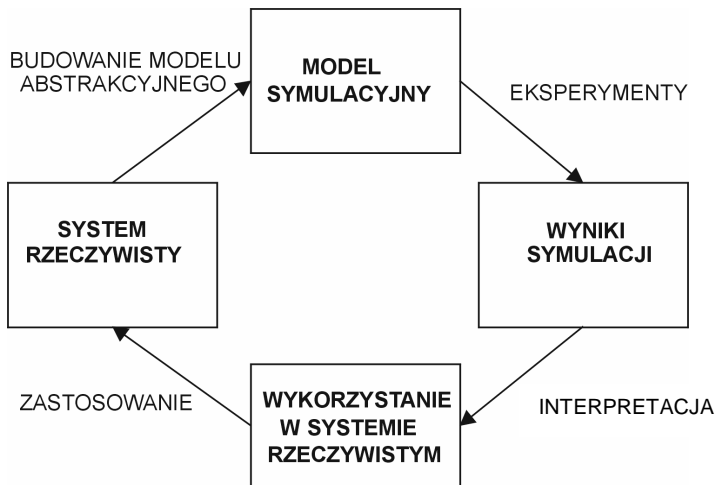 BUDOWANIE MODELU
ABSTRAKCYJNEGO
MODEL
SYMULACYJNY
EKSPERYMENTY
SYSTEM
RZECZYWISTY
WYNIKI
SYMULACJI
ZASTOSOWANIE
WYKORZYSTANIE
W SYSTEMIE
RZECZYWISTYM
INTERPRETACJA